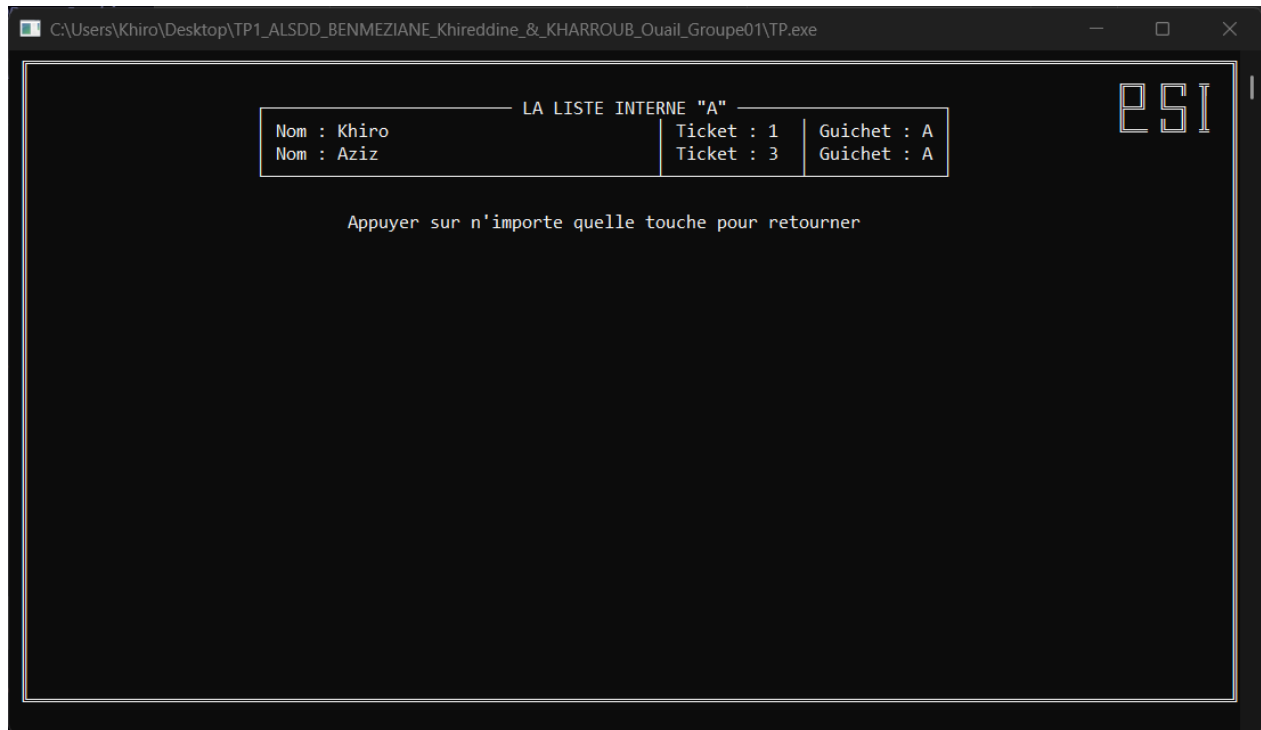 C:\Users\Khiro\Desktop\TP1_ALSDD_BENMEZIANE_Khireddine_&_KHARROUB_Ouail_Groupe01\TP.exe
ESI
LA LISTE INTERNE "A"
Nom : Khiro Ticket : 1 Guichet : A
Nom : Aziz Ticket : 3 Guichet : A
Appuyer sur n'importe quelle touche pour retourner